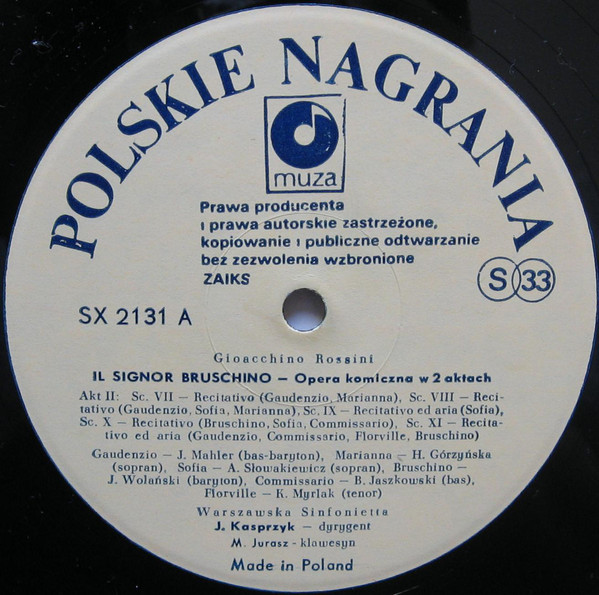 POLSKIE NAGRANIA
muza
Prawa producenta
i prawa autorskie zastrzeżone,
kopiowanie i publiczne odtwarzanie
bez zezwolenia wzbronione
ZAIKS
S 33
SX 2131 A
Gioacchino Rossini
IL SIGNOR BRUSCHINO — Opera komiczna w 2 aktach
Akt II: Sc. VII — Recitativo (Gaudenzio, Marianna), Sc. VIII — Reci-
tativo (Gaudenzio, Sofia, Marianna), Sc. IX — Recitativo ed aria (Sofia),
Sc. X — Recitativo (Bruschino, Sofia, Commissario), Sc. XI — Recita-
tivo ed aria (Gaudenzio, Commissario, Florville, Bruschino)
Gaudenzio — J. Mahler (bas-baryton), Marianna — H. Górzyńska
(sopran), Sofia — A. Słowakiewicz (sopran), Bruschino —
J. Wolański (baryton), Commissario — B. Jaszkowski (bas),
Florville — K. Myrlak (tenor)
Warszawska Sinfonietta
J. Kasprzyk — dyrygent
M. Jurasz - klawesyn
Made in Poland